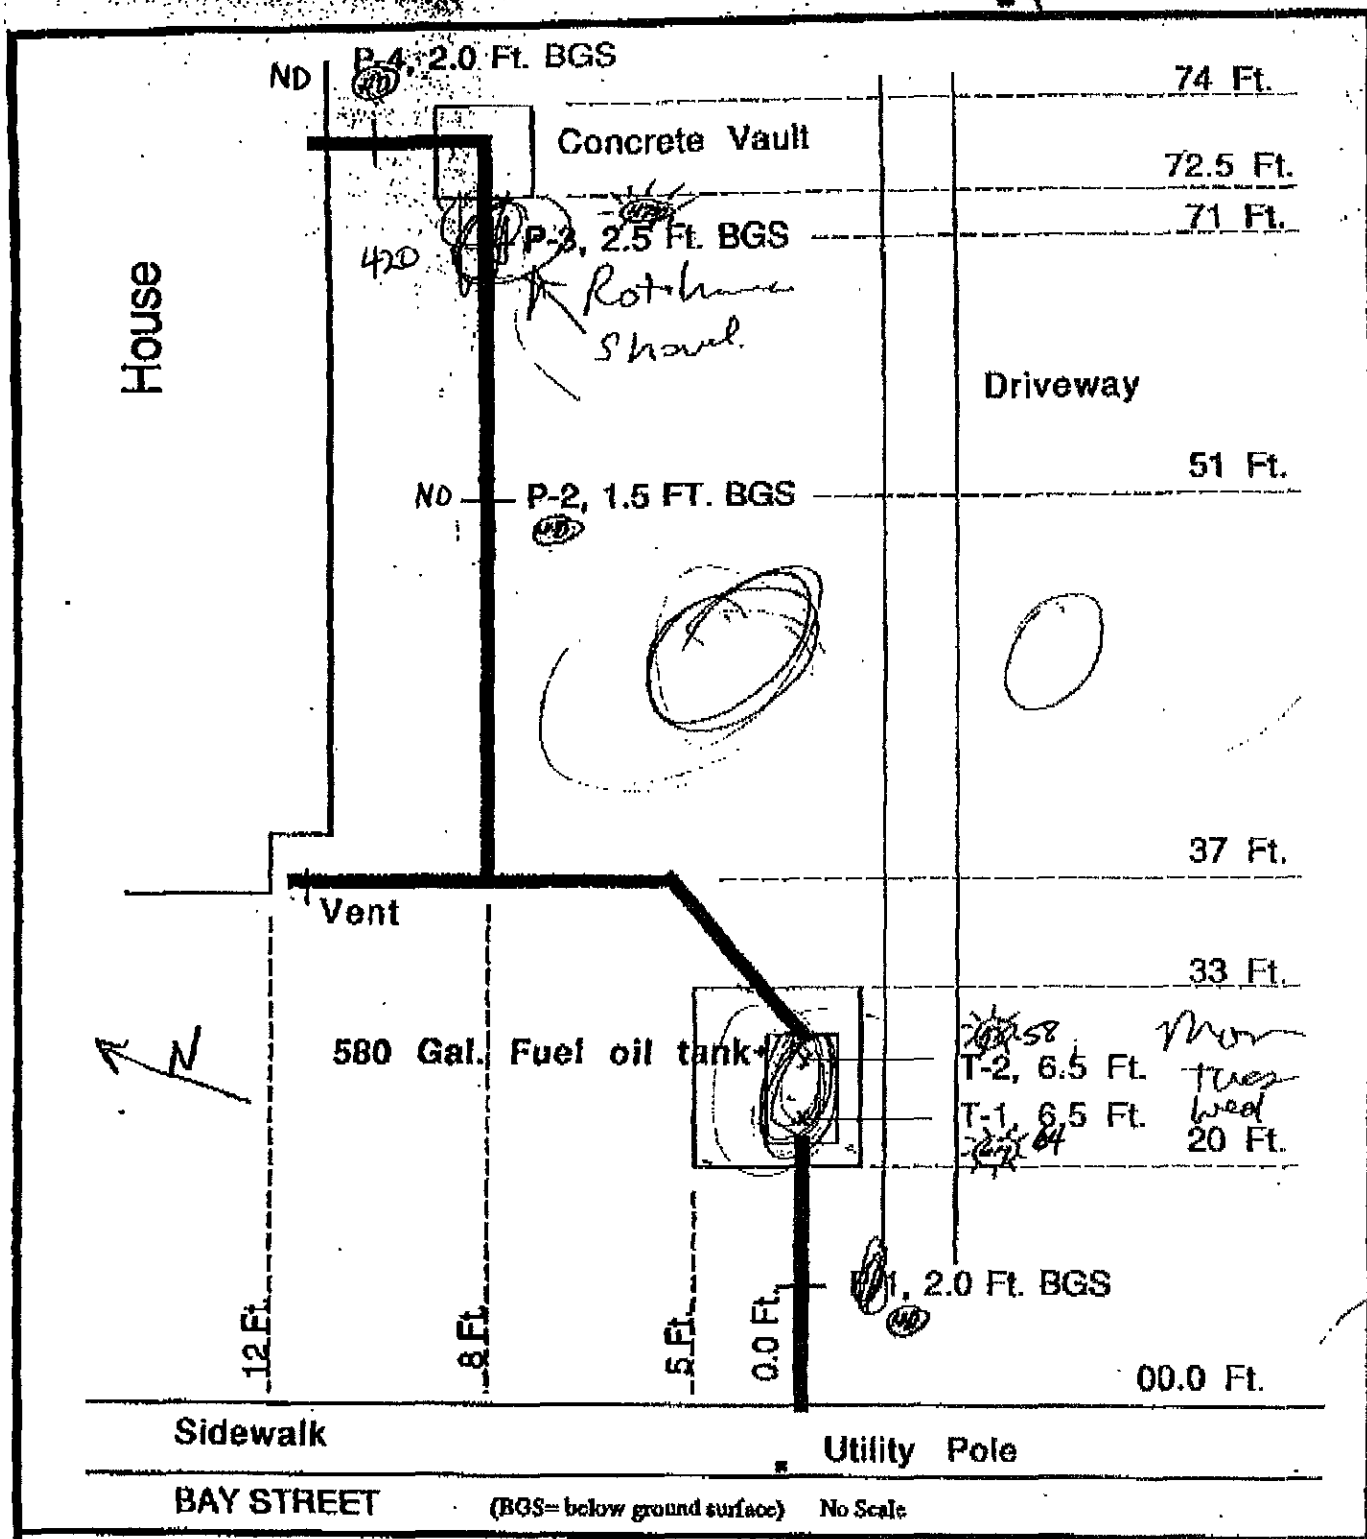 P-4, 2.0 Ft. BGS
ND
74 Ft.
Concrete Vault
72.5 Ft.
71 Ft.
P-3, 2.5 Ft. BGS
420
Shovel.
House
Driveway
51 Ft.
ND
P-2, 1.5 FT. BGS
37 Ft.
Vent
33 Ft.
N
580 Gal. Fuel oil tank
58
Mon
T-2, 6.5 Ft.
Tues
T-1, 6.5 Ft.
Wed
64
20 Ft.
1, 2.0 Ft. BGS
12 Ft.
8 Ft.
5 Ft.
0.0 Ft.
00.0 Ft.
Sidewalk
Utility Pole
BAY STREET
(BGS= below ground surface)
No Scale